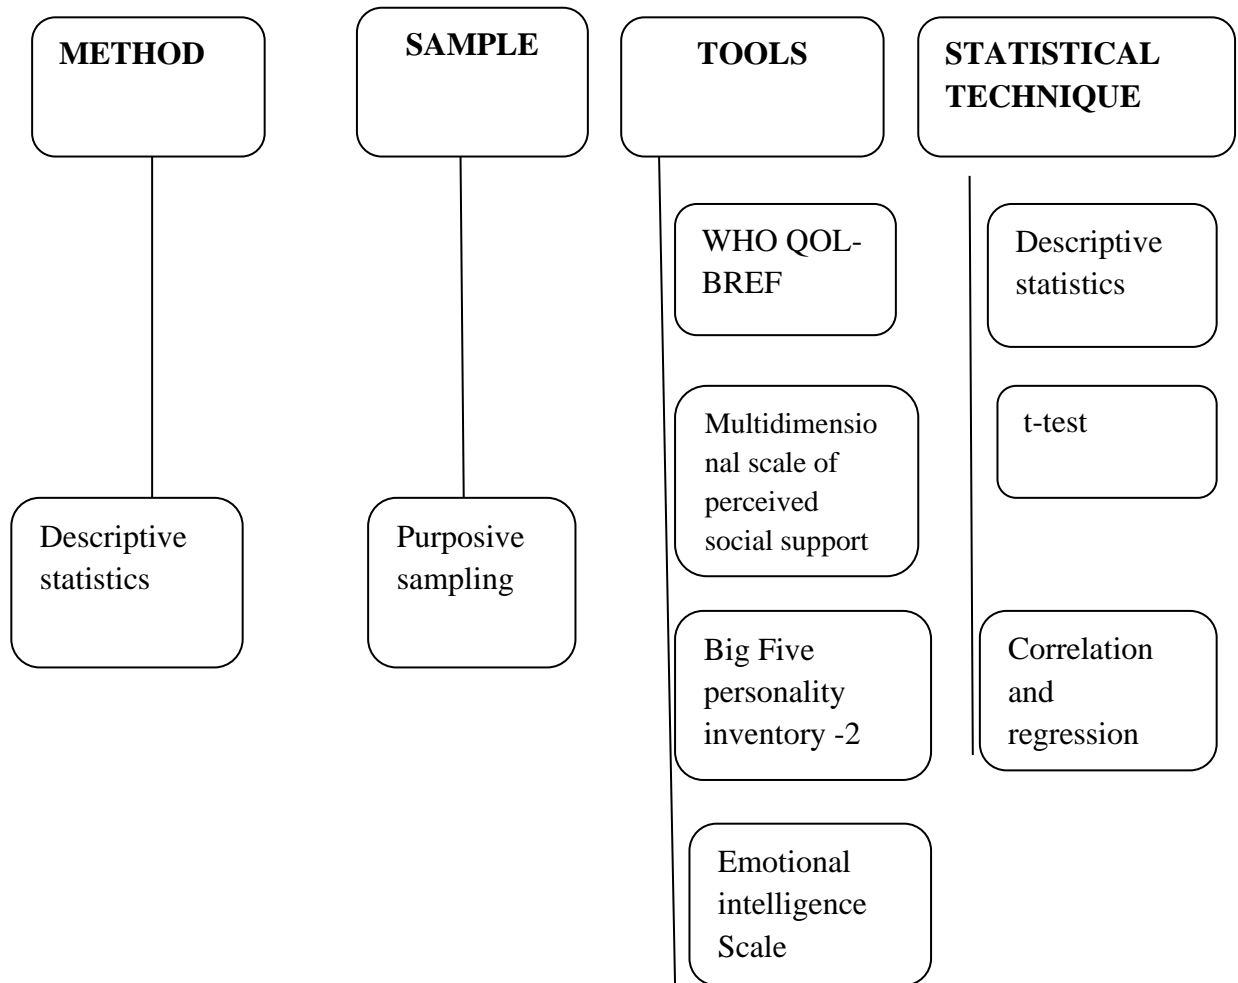 METHOD
SAMPLE
TOOLS
STATISTICAL
TECHNIQUE
WHO QOL-
BREF
Descriptive
statistics
Multidimensio
nal scale of
perceived
social support
t-test
Descriptive
statistics
Purposive
sampling
Big Five
personality
inventory -2
Correlation
and
regression
Emotional
intelligence
Scale